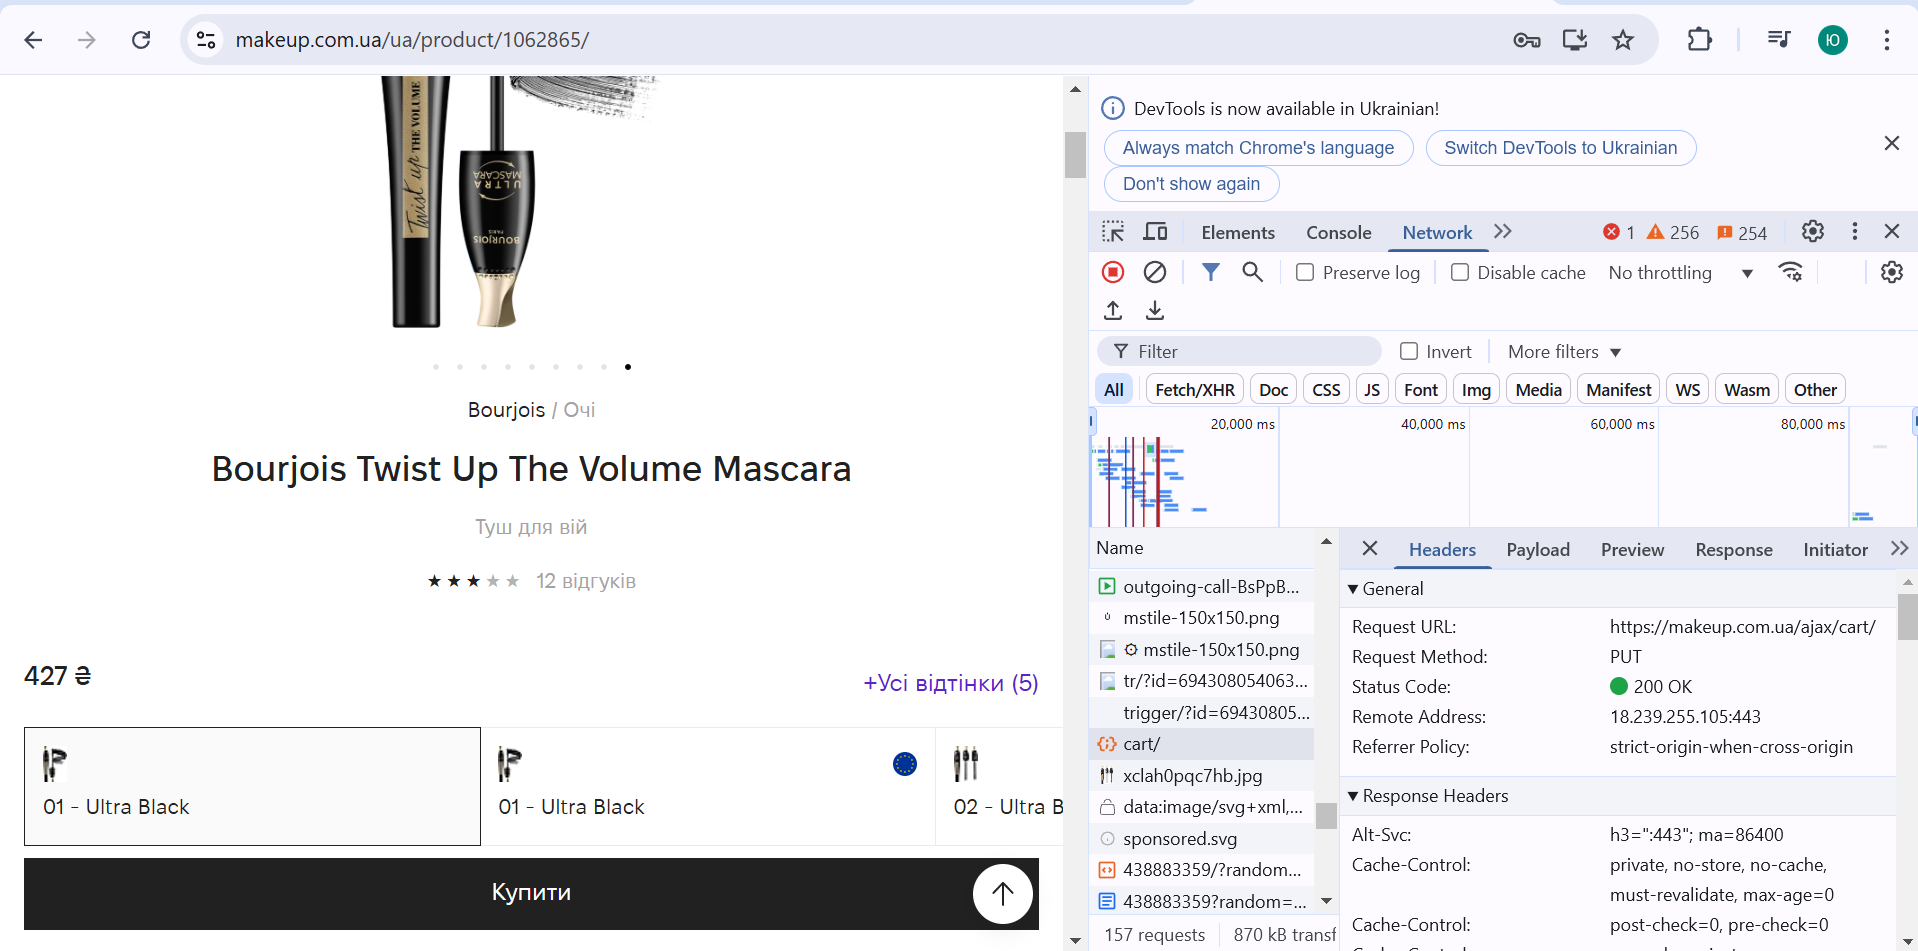 makeup.com.ua/ua/product/1062865/
Ю
THE VOLUME
Twist up
ULTRA
MASCARA
BOURJOIS
PARIS
Bourjois / Очі
Bourjois Twist Up The Volume Mascara
Туш для вій
12 відгуків
427 ₴
+Усі відтінки (5)
01 - Ultra Black
01 - Ultra Black
02 - Ultra B
Купити
DevTools is now available in Ukrainian!
Always match Chrome's language
Switch DevTools to Ukrainian
Don't show again
Elements Console Network 1 256 254
Preserve log Disable cache No throttling
Filter Invert More filters
All Fetch/XHR Doc CSS JS Font Img Media Manifest WS Wasm Other
20,000 ms 40,000 ms 60,000 ms 80,000 ms
Name
outgoing-call-BsPpB...
mstile-150x150.png
mstile-150x150.png
tr/?id=694308054063...
trigger/?id=69430805...
cart/
xclah0pqc7hb.jpg
data:image/svg+xml,...
sponsored.svg
438883359/?random...
438883359?random=...
157 requests 870 kB transf
Headers Payload Preview Response Initiator
General
Request URL: https://makeup.com.ua/ajax/cart/
Request Method: PUT
Status Code: 200 OK
Remote Address: 18.239.255.105:443
Referrer Policy: strict-origin-when-cross-origin
Response Headers
Alt-Svc: h3=":443"; ma=86400
Cache-Control: private, no-store, no-cache,
must-revalidate, max-age=0
Cache-Control: post-check=0, pre-check=0